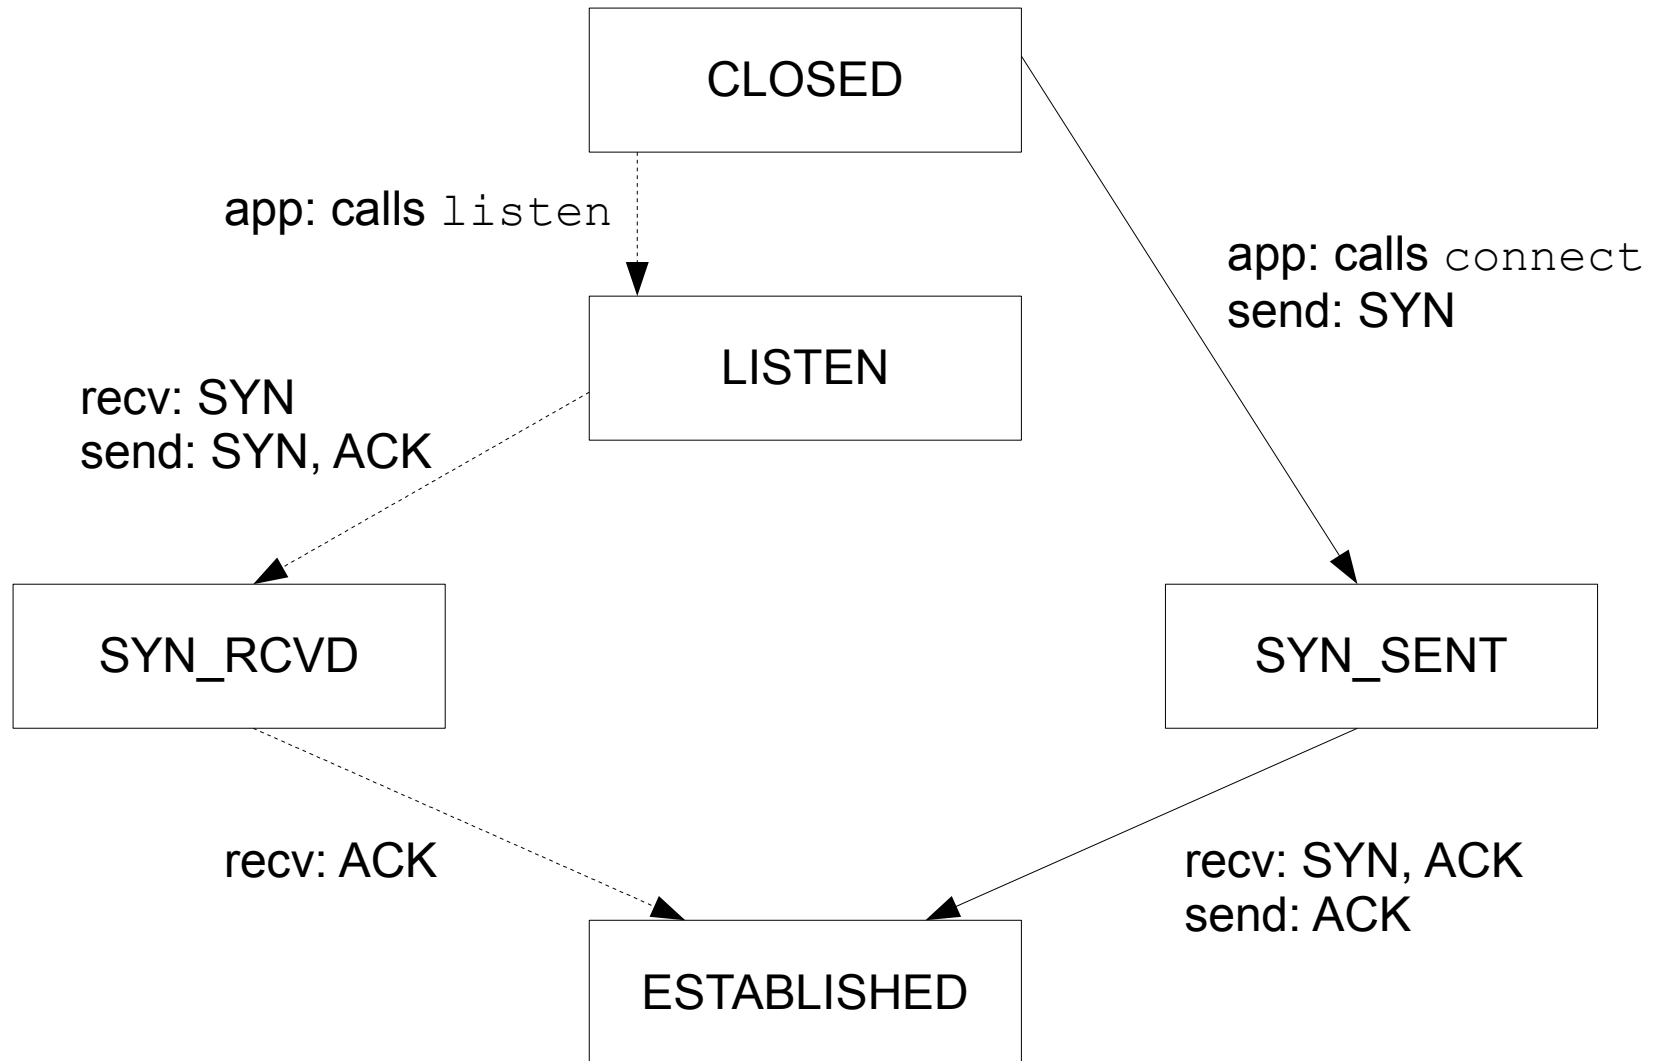 CLOSED
app: calls listen
app: calls connect
send: SYN
LISTEN
recv: SYN
send: SYN, ACK
SYN_RCVD
SYN_SENT
recv: ACK
recv: SYN, ACK
send: ACK
ESTABLISHED